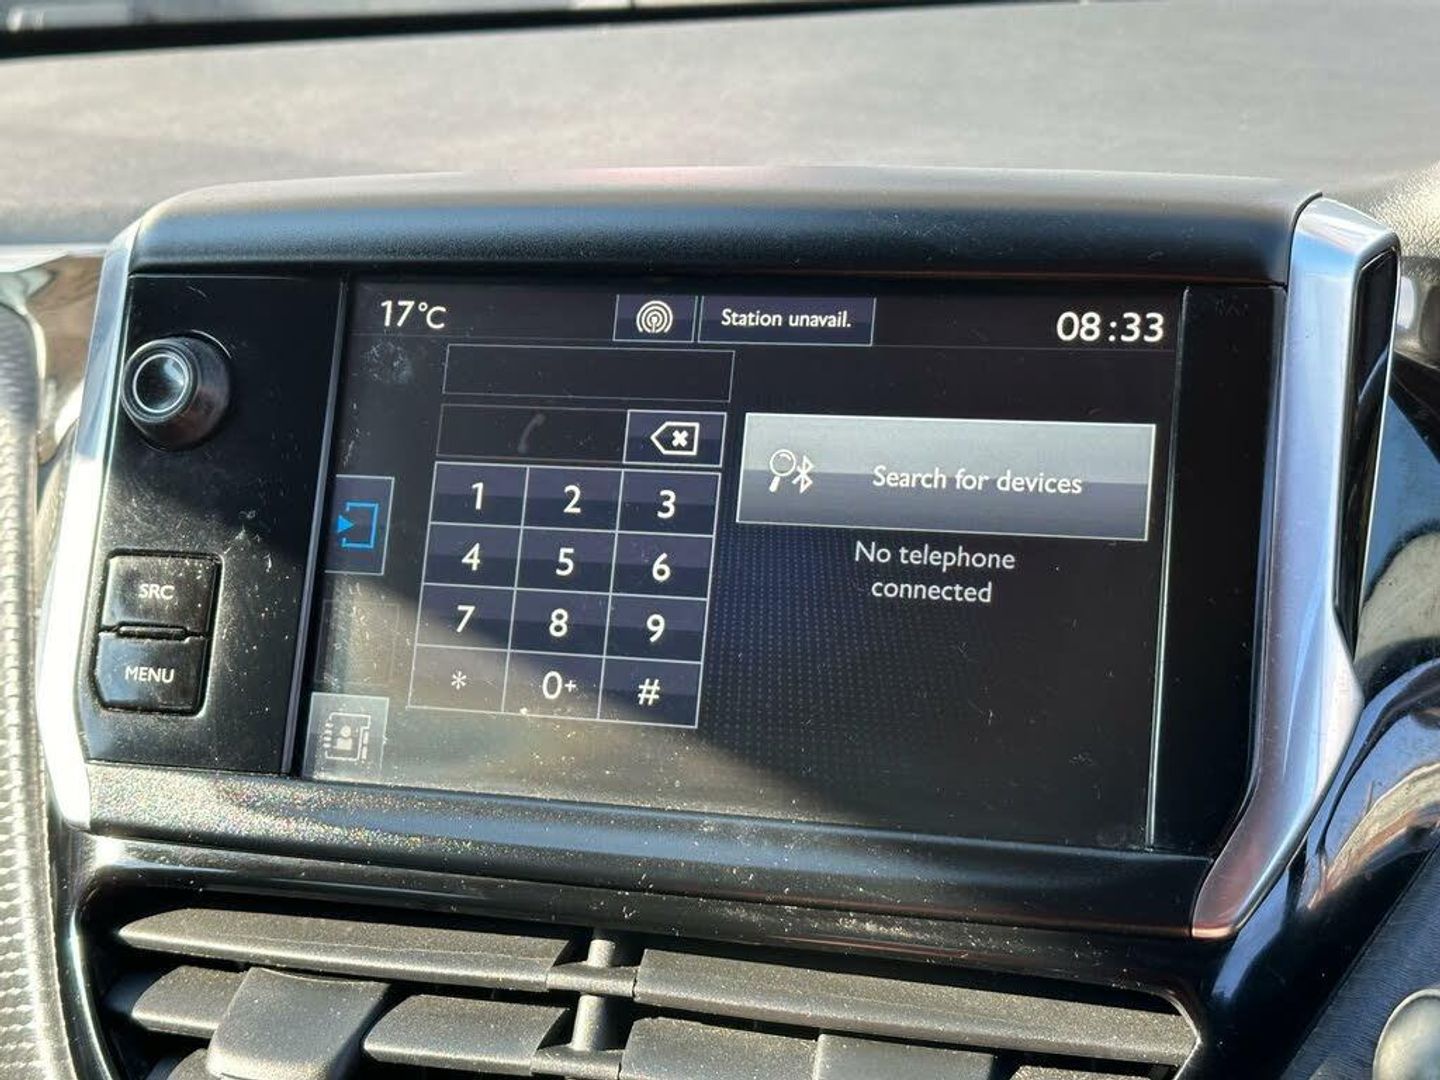 17°C
Station unavail.
08:33
Search for devices
No telephone
connected
1 2 3
4 5 6
7 8 9
* 0+ #
SRC
MENU